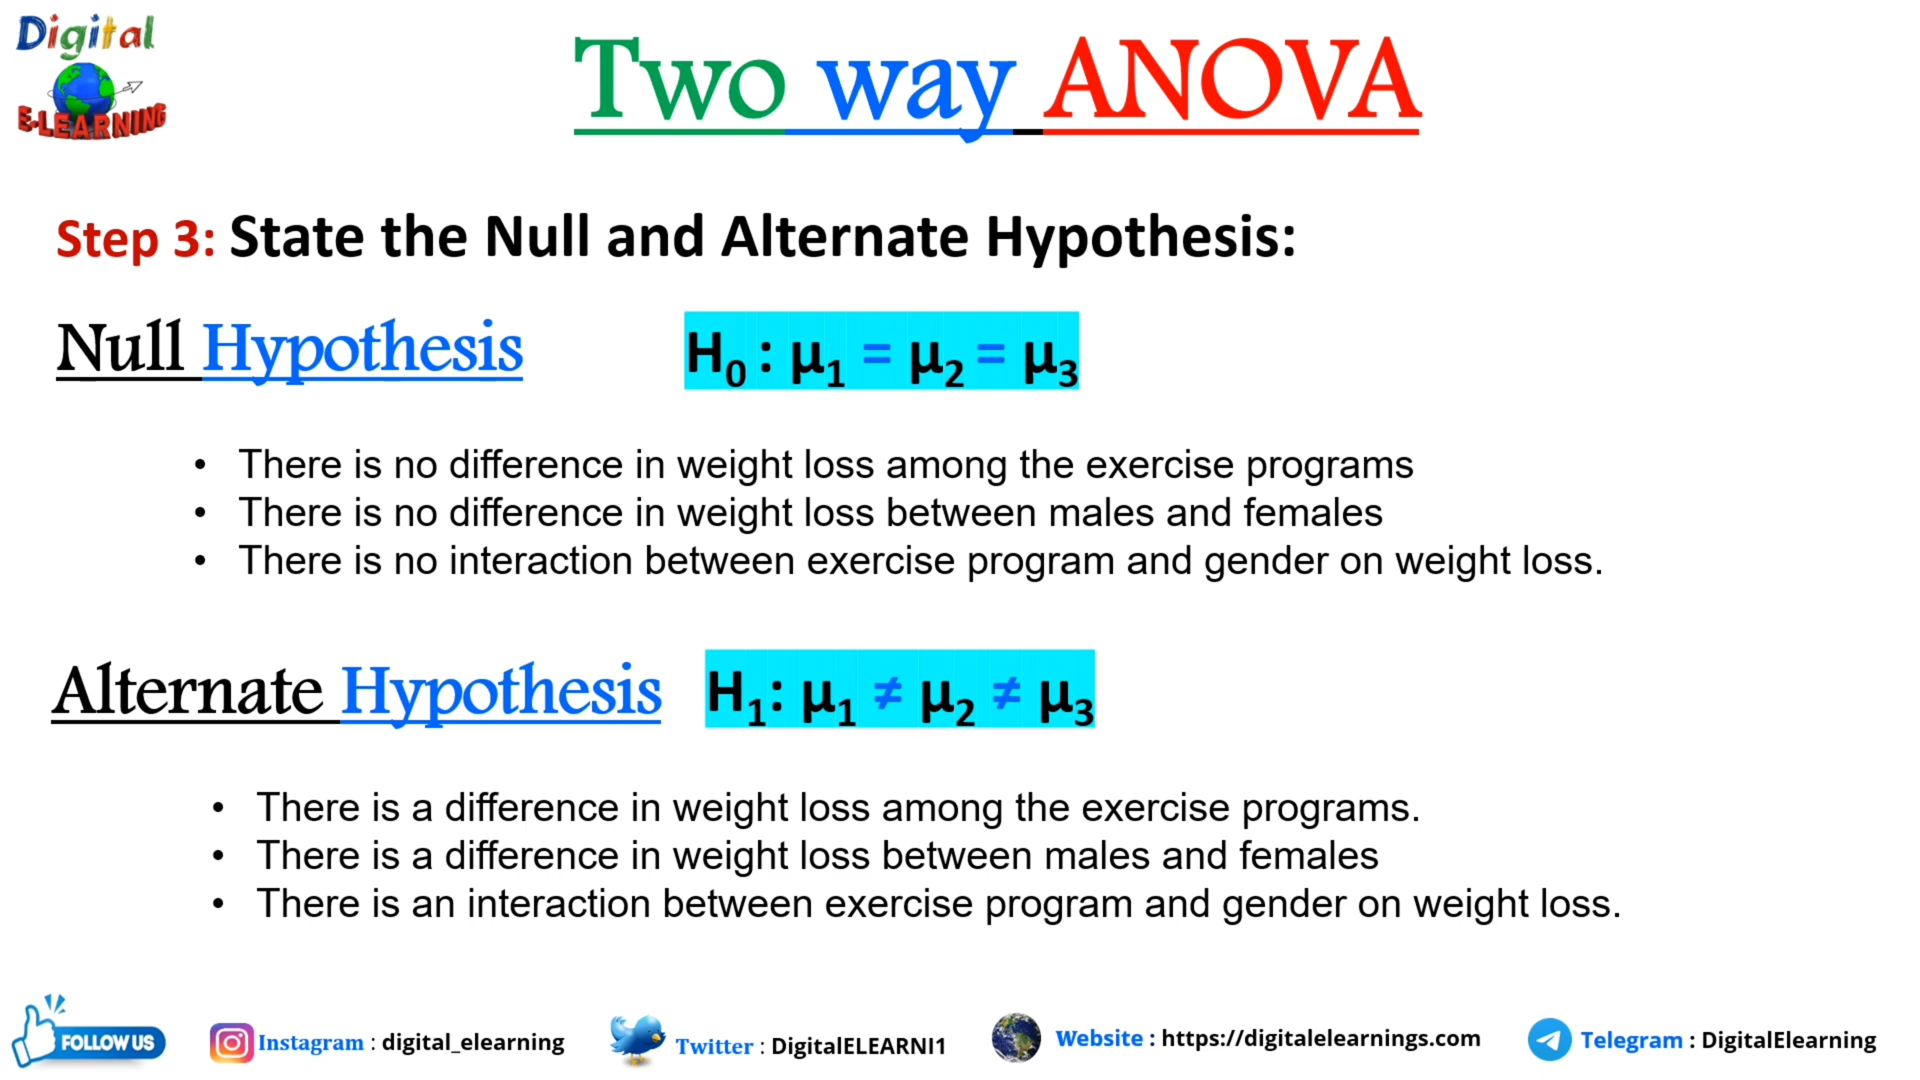 Digital
E-LEARNING
Two way ANOVA
Step 3: State the Null and Alternate Hypothesis:
Null Hypothesis H₀ : μ₁ = μ₂ = μ₃
• There is no difference in weight loss among the exercise programs
• There is no difference in weight loss between males and females
• There is no interaction between exercise program and gender on weight loss.
Alternate Hypothesis H₁: μ₁ ≠ μ₂ ≠ μ₃
• There is a difference in weight loss among the exercise programs.
• There is a difference in weight loss between males and females
• There is an interaction between exercise program and gender on weight loss.
FOLLOW US Instagram : digital_elearning Twitter : DigitalELEARNI1 Website : https://digitalelearnings.com Telegram : DigitalElearning